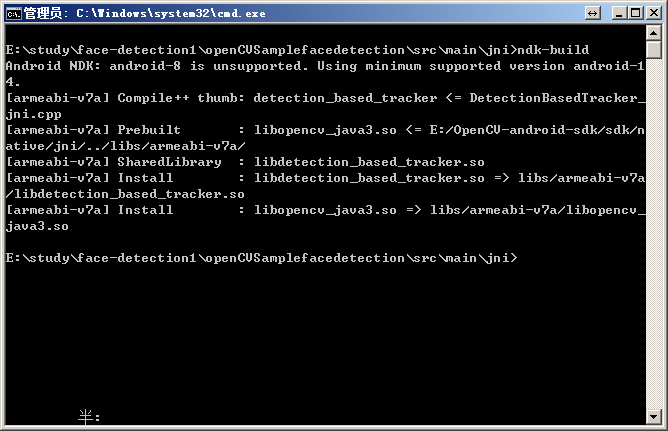 管理员: C:\Windows\system32\cmd.exe
E:\study\face-detection1\openCVSamplefacedetection\src\main\jni>ndk-build
Android NDK: android-8 is unsupported. Using minimum supported version android-1
4.
[armeabi-v7a] Compile++ thumb: detection_based_tracker <= DetectionBasedTracker_
jni.cpp
[armeabi-v7a] Prebuilt       : libopencv_java3.so <= E:/OpenCV-android-sdk/sdk/n
ative/jni/../libs/armeabi-v7a/
[armeabi-v7a] SharedLibrary  : libdetection_based_tracker.so
[armeabi-v7a] Install        : libdetection_based_tracker.so => libs/armeabi-v7a
/libdetection_based_tracker.so
[armeabi-v7a] Install        : libopencv_java3.so => libs/armeabi-v7a/libopencv_
java3.so
E:\study\face-detection1\openCVSamplefacedetection\src\main\jni>
半: